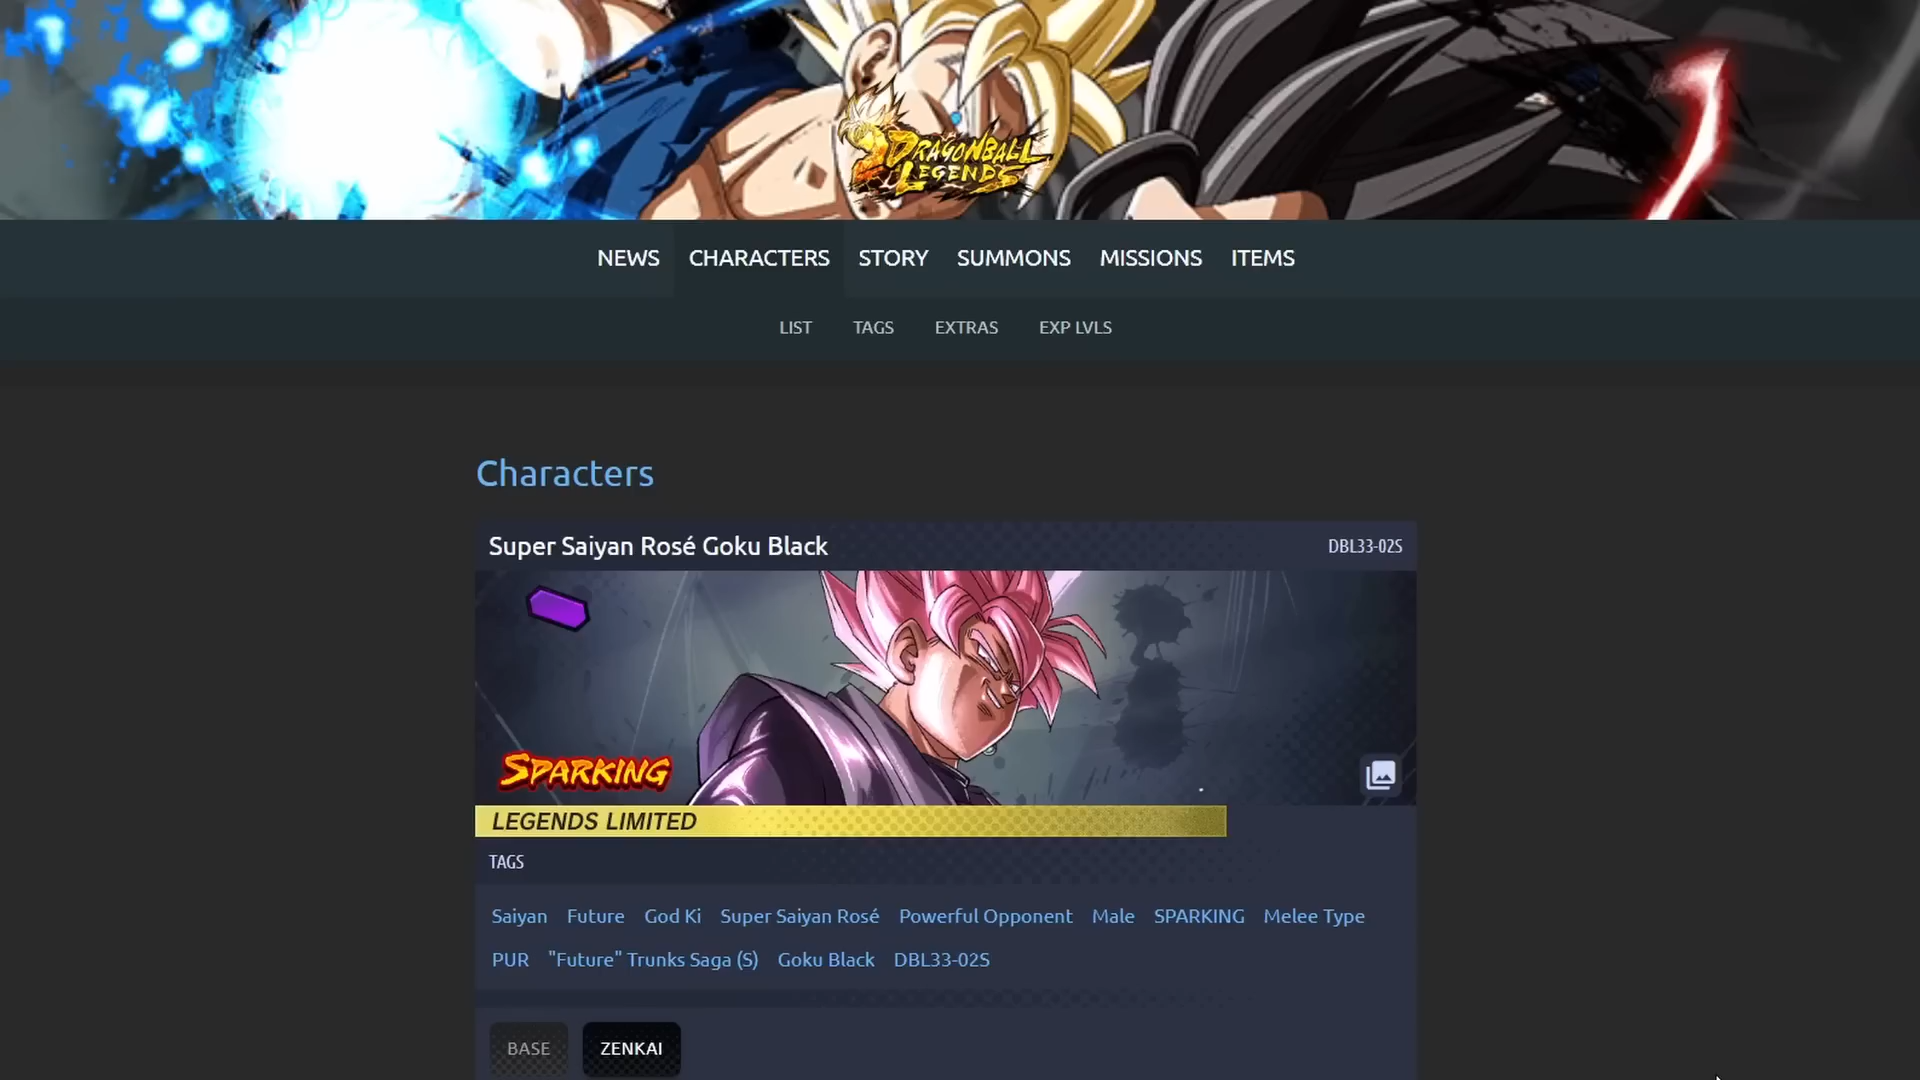 DRAGONBALL
LEGENDS
NEWS CHARACTERS STORY SUMMONS MISSIONS ITEMS
LIST TAGS EXTRAS EXP LVLS
Characters
Super Saiyan Rosé Goku Black DBL33-02S
SPARKING
LEGENDS LIMITED
TAGS
Saiyan Future God Ki Super Saiyan Rosé Powerful Opponent Male SPARKING Melee Type
PUR "Future" Trunks Saga (S) Goku Black DBL33-02S
BASE ZENKAI